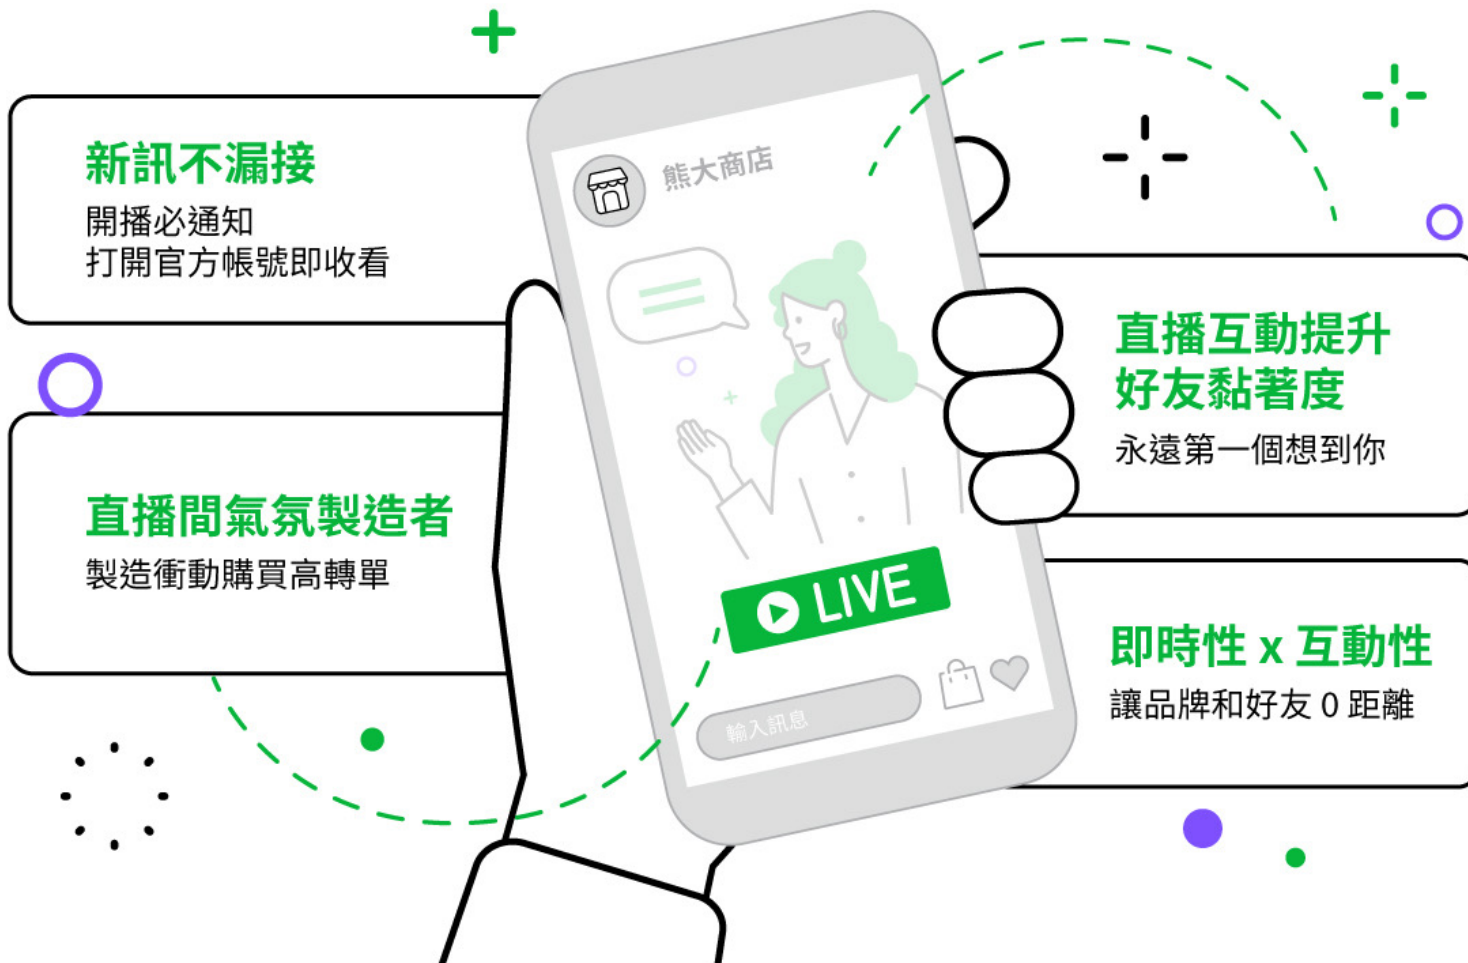 新訊不漏接
開播必通知
打開官方帳號即收看
直播間氣氛製造者
製造衝動購買高轉單
熊大商店
LIVE
輸入訊息
直播互動提升
好友黏著度
永遠第一個想到你
即時性 x 互動性
讓品牌和好友 0 距離